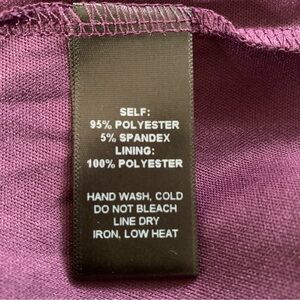 SELF:
95% POLYESTER
5% SPANDEX
LINING:
100% POLYESTER
HAND WASH, COLD
DO NOT BLEACH
LINE DRY
IRON, LOW HEAT